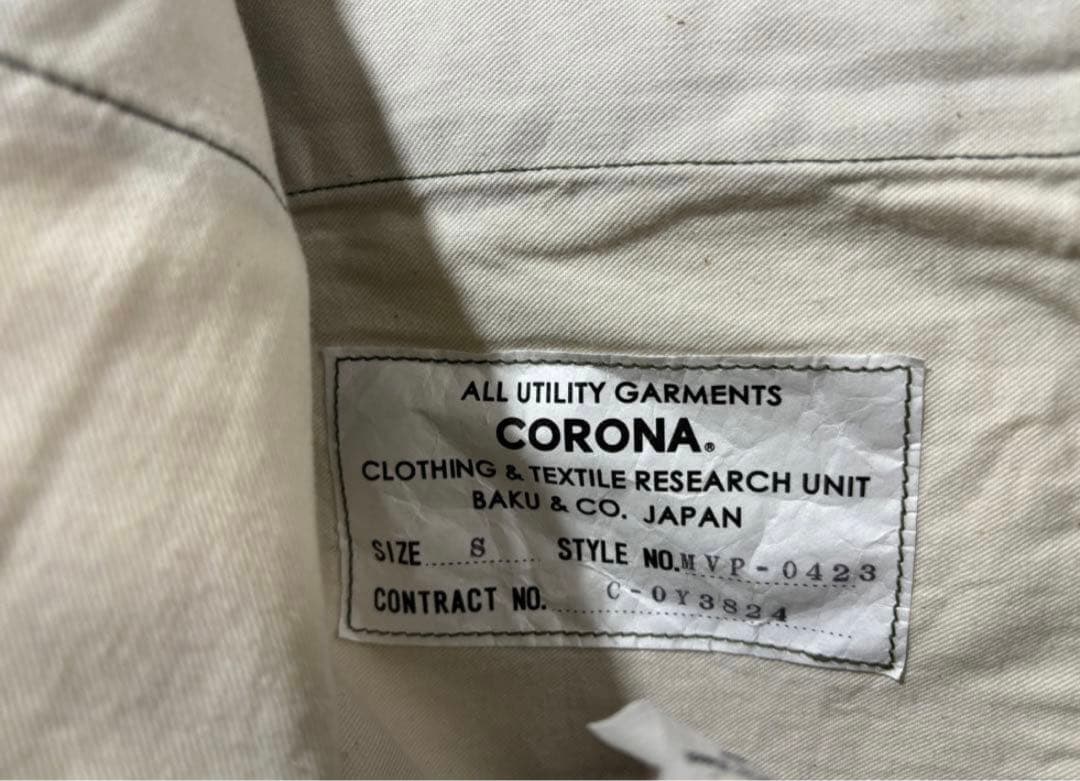 ALL UTILITY GARMENTS
CORONA®
CLOTHING & TEXTILE RESEARCH UNIT
BAKU & CO. JAPAN
SIZE S STYLE NO. MVP-0423
CONTRACT NO. C-0Y3824